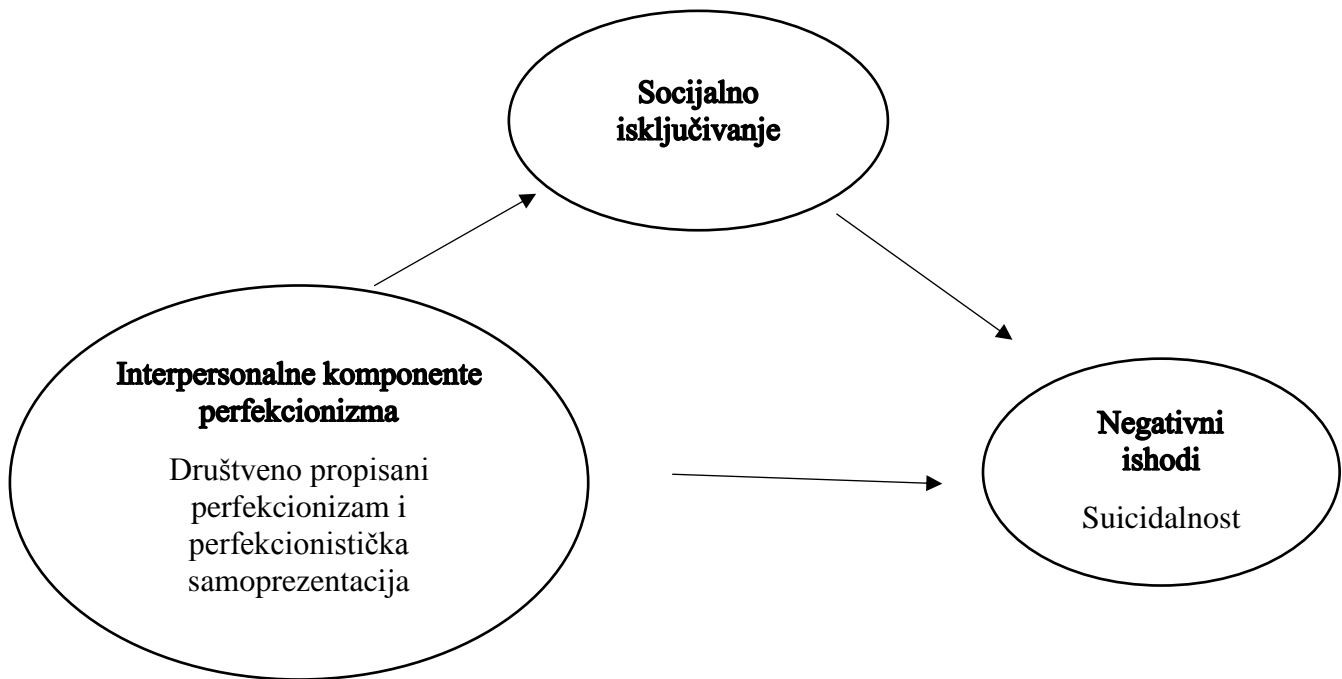 Socijalno
isključivanje
Interpersonalne komponente
perfekcionizma
Društveno propisani
perfekcionizam i
perfekcionistička
samoprezentacija
Negativni
ishodi
Suicidalnost